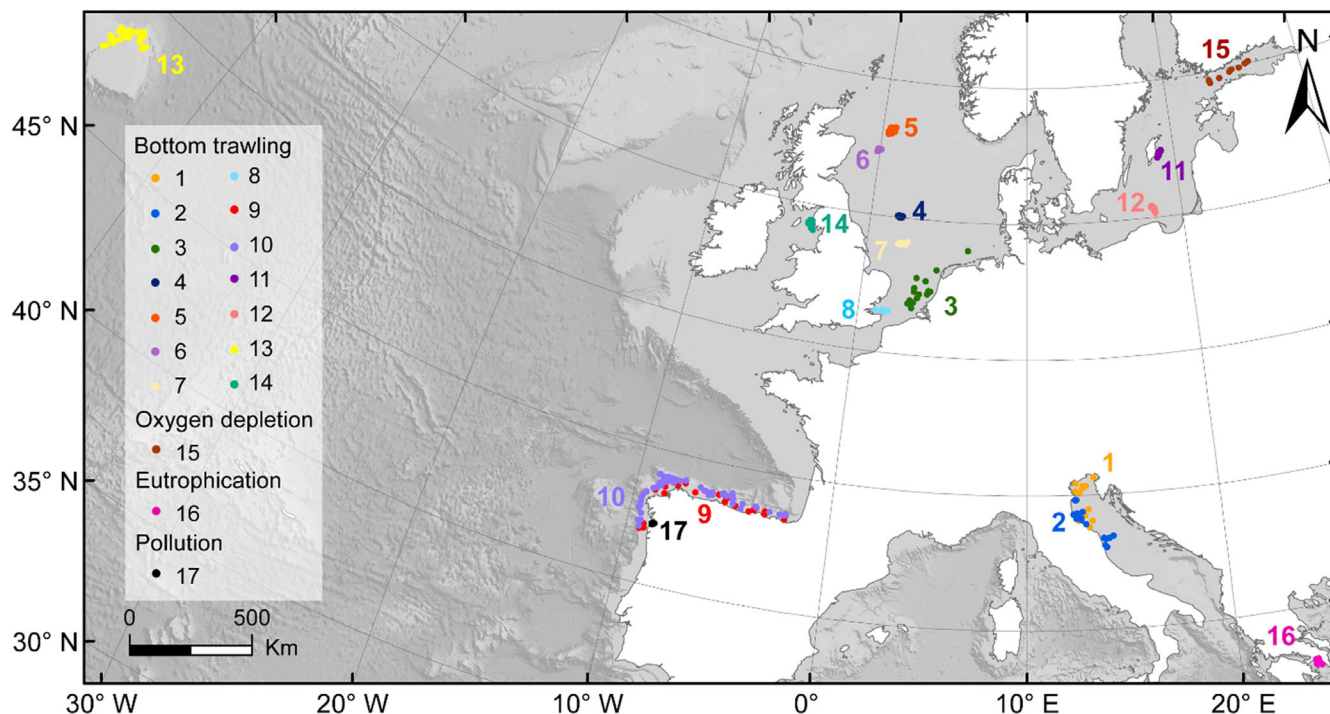 13
15
N
45° N
5
6
11
Bottom trawling
1 8
2 9
3 10
4 11
5 12
6 13
7 14
Oxygen depletion
15
Eutrophication
16
Pollution
17
4
12
14
7
40° N
8
3
35° N
10
9
17
1
2
0 500
Km
30° N
16
30° W
20° W
10° W
0°
10° E
20° E